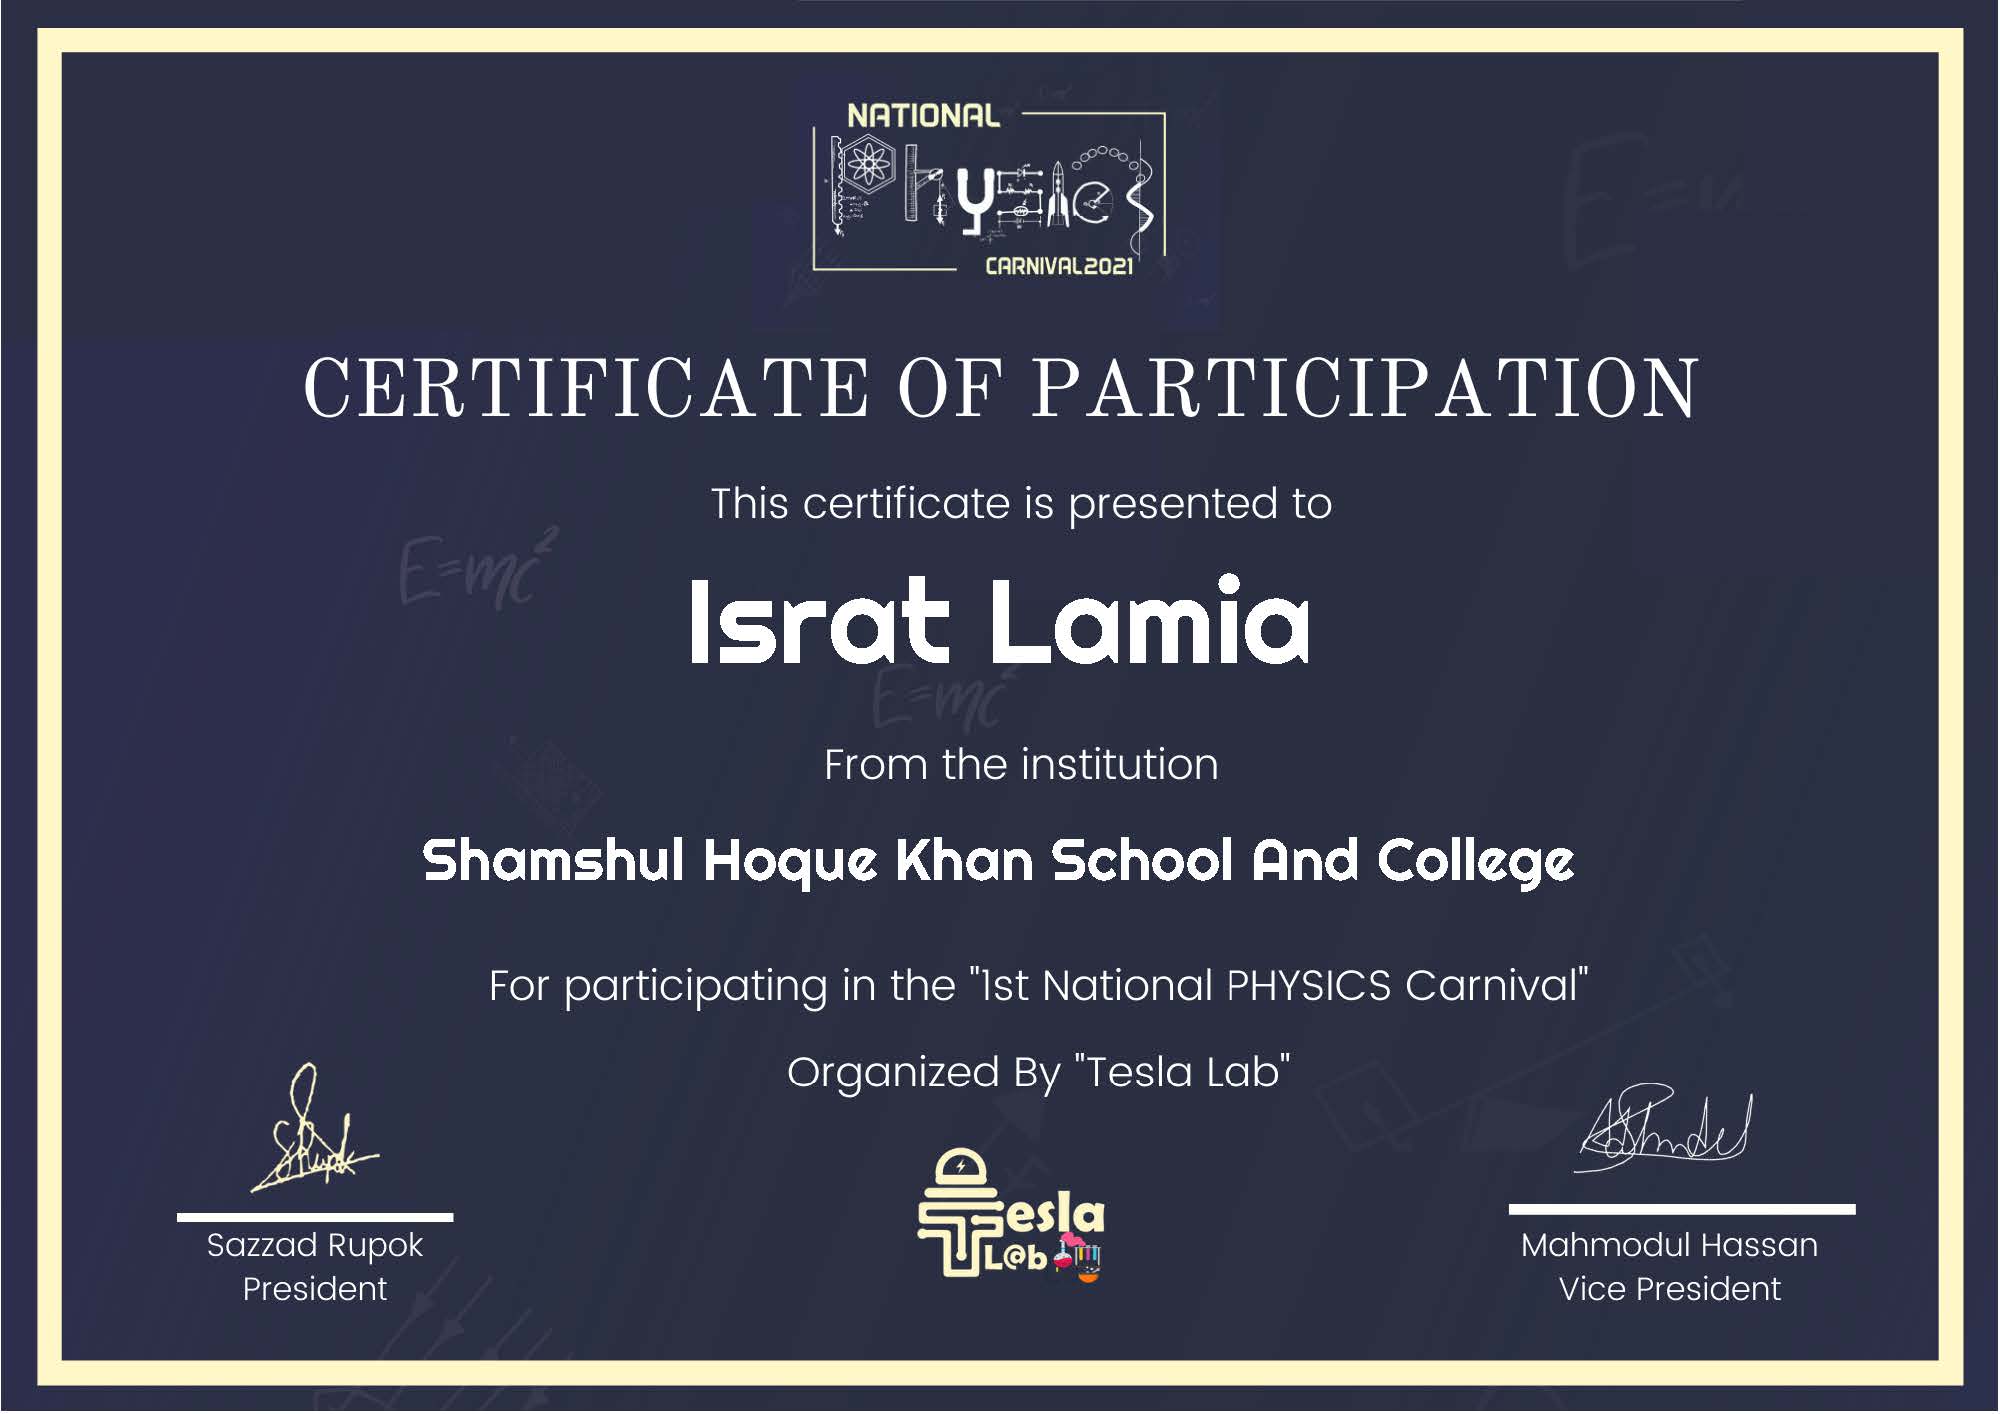 NATIONAL
Physics
CARNIVAL2021
CERTIFICATE OF PARTICIPATION
This certificate is presented to
E=mc²
Israt Lamia
E=mc²
From the institution
Shamshul Hoque Khan School And College
For participating in the "1st National PHYSICS Carnival"
Organized By "Tesla Lab"
Tesla
L@b
Sazzad Rupok
President
Mahmodul Hassan
Vice President